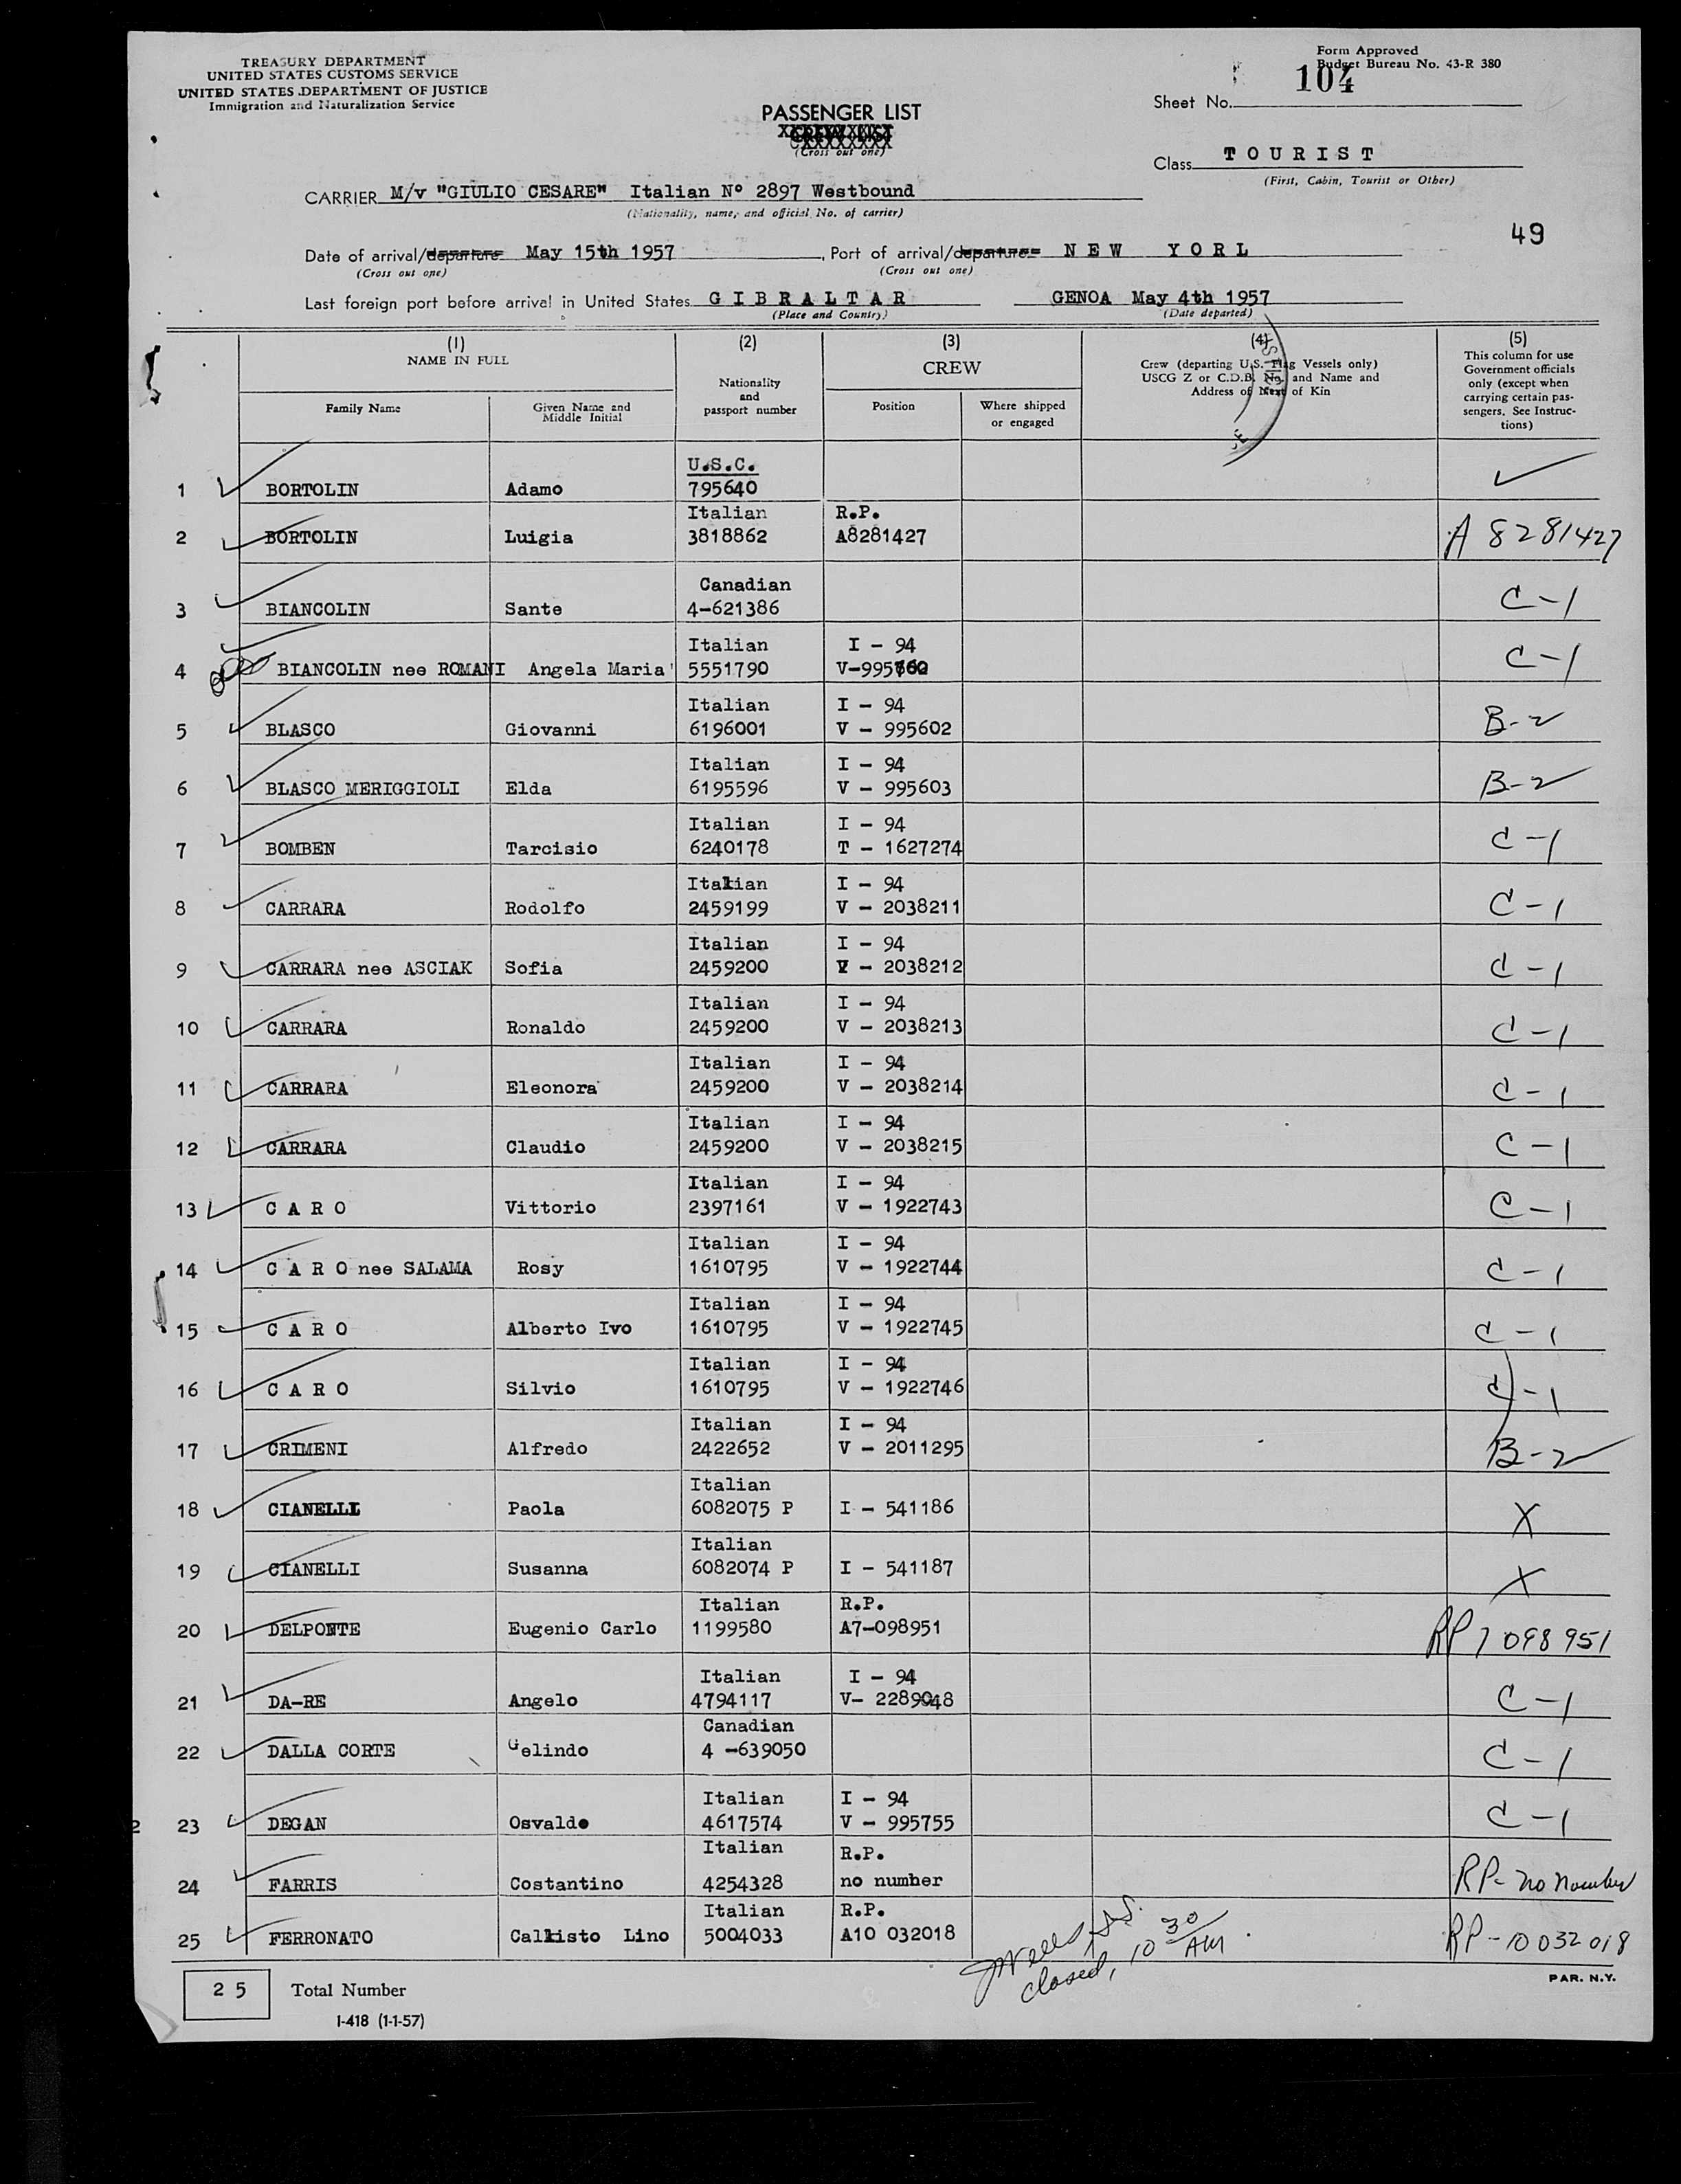 TREASURY DEPARTMENT
UNITED STATES CUSTOMS SERVICE
UNITED STATES DEPARTMENT OF JUSTICE
Immigration and Naturalization Service
Form Approved
Budget Bureau No. 43-R 380
Sheet No. 104
PASSENGER LIST
(Cross out one)
Class TOURIST
(First, Cabin, Tourist or Other)
CARRIER M/v "GIULIO CESARE" Italian Nº 2897 Westbound
(Nationality, name, and official No. of carrier)
49
Date of arrival/departure May 15th 1957, Port of arrival/departure NEW YORL
(Cross out one) (Cross out one)
Last foreign port before arrival in United States GIBRALTAR GENOA May 4th 1957
(Place and Country) (Date departed)
(1) NAME IN FULL
Family Name
Given Name and Middle Initial
(2) Nationality and passport number
(3) CREW
Position
Where shipped or engaged
(4) Crew (departing U.S. Flag Vessels only) USCG Z or C.D.B. No. and Name and Address of Next of Kin
(5) This column for use Government officials only (except when carrying certain passengers. See Instructions)
1 BORTOLIN Adamo U.S.C. 795640
2 BORTOLIN Luigia Italian 3818862 R.P. A8281427 A 8281427
3 BIANCOLIN Sante Canadian 4-621386 C-1
4 BIANCOLIN nee ROMANI Angela Maria Italian 5551790 I - 94 C-1
5 BLASCO Giovanni Italian 6196001 I - 94 V - 995602 B-2
6 BLASCO MERIGGIOLI Elda Italian 6195596 I - 94 V - 995603 B-2
7 BOMBEN Tarcisio Italian 6240178 I - 94 T - 1627274 C-1
8 CARRARA Rodolfo Italian 2459199 I - 94 V - 2038211 C-1
9 CARRARA nee ASCIAK Sofia Italian 2459200 I - 94 V - 2038212 C-1
10 CARRARA Ronaldo Italian 2459200 I - 94 V - 2038213 C-1
11 CARRARA Eleonora Italian 2459200 I - 94 V - 2038214 C-1
12 CARRARA Claudio Italian 2459200 I - 94 V - 2038215 C-1
13 CARO Vittorio Italian 2397161 I - 94 V - 1922743 C-1
14 CARO nee SALAMA Rosy Italian 1610795 I - 94 V - 1922744 C-1
15 CARO Alberto Ivo Italian 1610795 I - 94 V - 1922745 C-1
16 CARO Silvio Italian 1610795 I - 94 V - 1922746 C-1
17 CRIMENI Alfredo Italian 2422652 I - 94 V - 2011295 B-2
18 CIANELLI Paola Italian 6082075 P I - 541186 X
19 CIANELLI Susanna Italian 6082074 P I - 541187 X
20 DELPONTE Eugenio Carlo Italian 1199580 R.P. A7-098951 RP 7 098 951
21 DA-RE Angelo Italian 4794117 I - 94 V- 2289048 C-1
22 DALLA CORTE Gelindo Canadian 4 -639050 C-1
23 DEGAN Osvaldo Italian 4617574 I - 94 V - 995755 C-1
24 FARRIS Costantino Italian 4254328 R.P. no number RP- no number
25 FERRONATO Callisto Lino Italian 5004033 R.P. A10 032018 RP-10 032 018
closed, 10 30 AM
25 Total Number
PAR. N.Y.
I-418 (1-1-57)